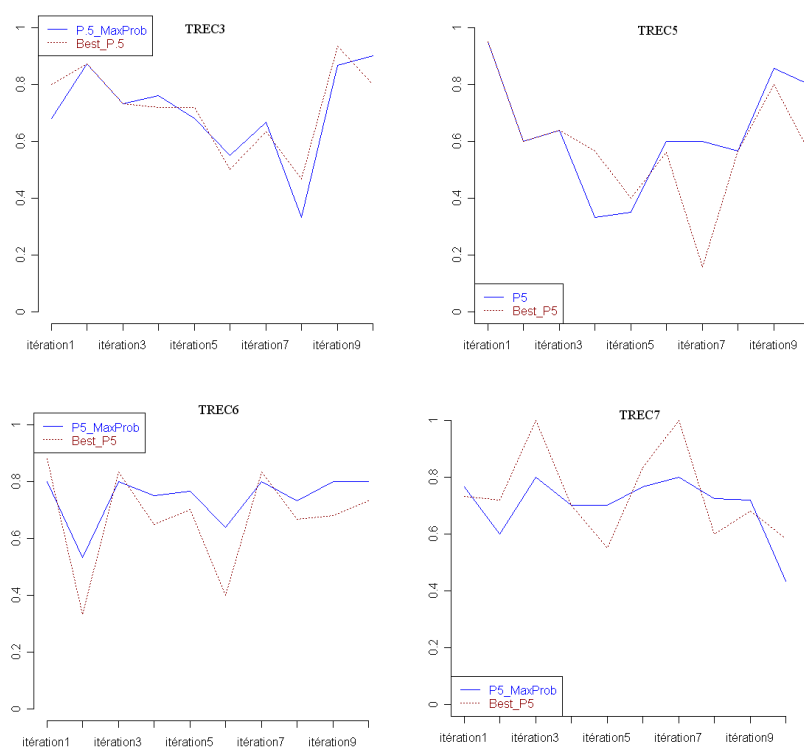 TREC3
P.5_MaxProb
Best_P.5
1
0.8
0.6
0.4
0.2
0
itération1
itération3
itération5
itération7
itération9
TREC5
1
0.8
0.6
0.4
0.2
0
P5
Best_P5
itération1
itération3
itération5
itération7
itération9
TREC6
P5_MaxProb
Best_P5
1
0.8
0.6
0.4
0.2
0
itération1
itération3
itération5
itération7
itération9
TREC7
1
0.8
0.6
0.4
0.2
0
P5_MaxProb
Best_P5
itération1
itération3
itération5
itération7
itération9